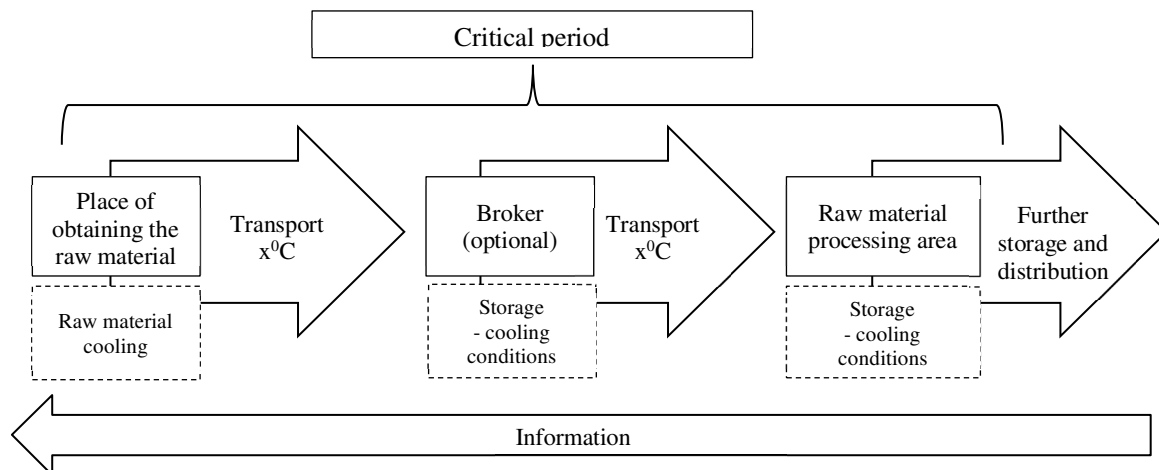 Critical period
Place of
obtaining the
raw material
Transport
x⁰C
Broker
(optional)
Transport
x⁰C
Raw material
processing area
Further
storage and
distribution
Raw material
cooling
Storage
- cooling
conditions
Storage
- cooling
conditions
Information